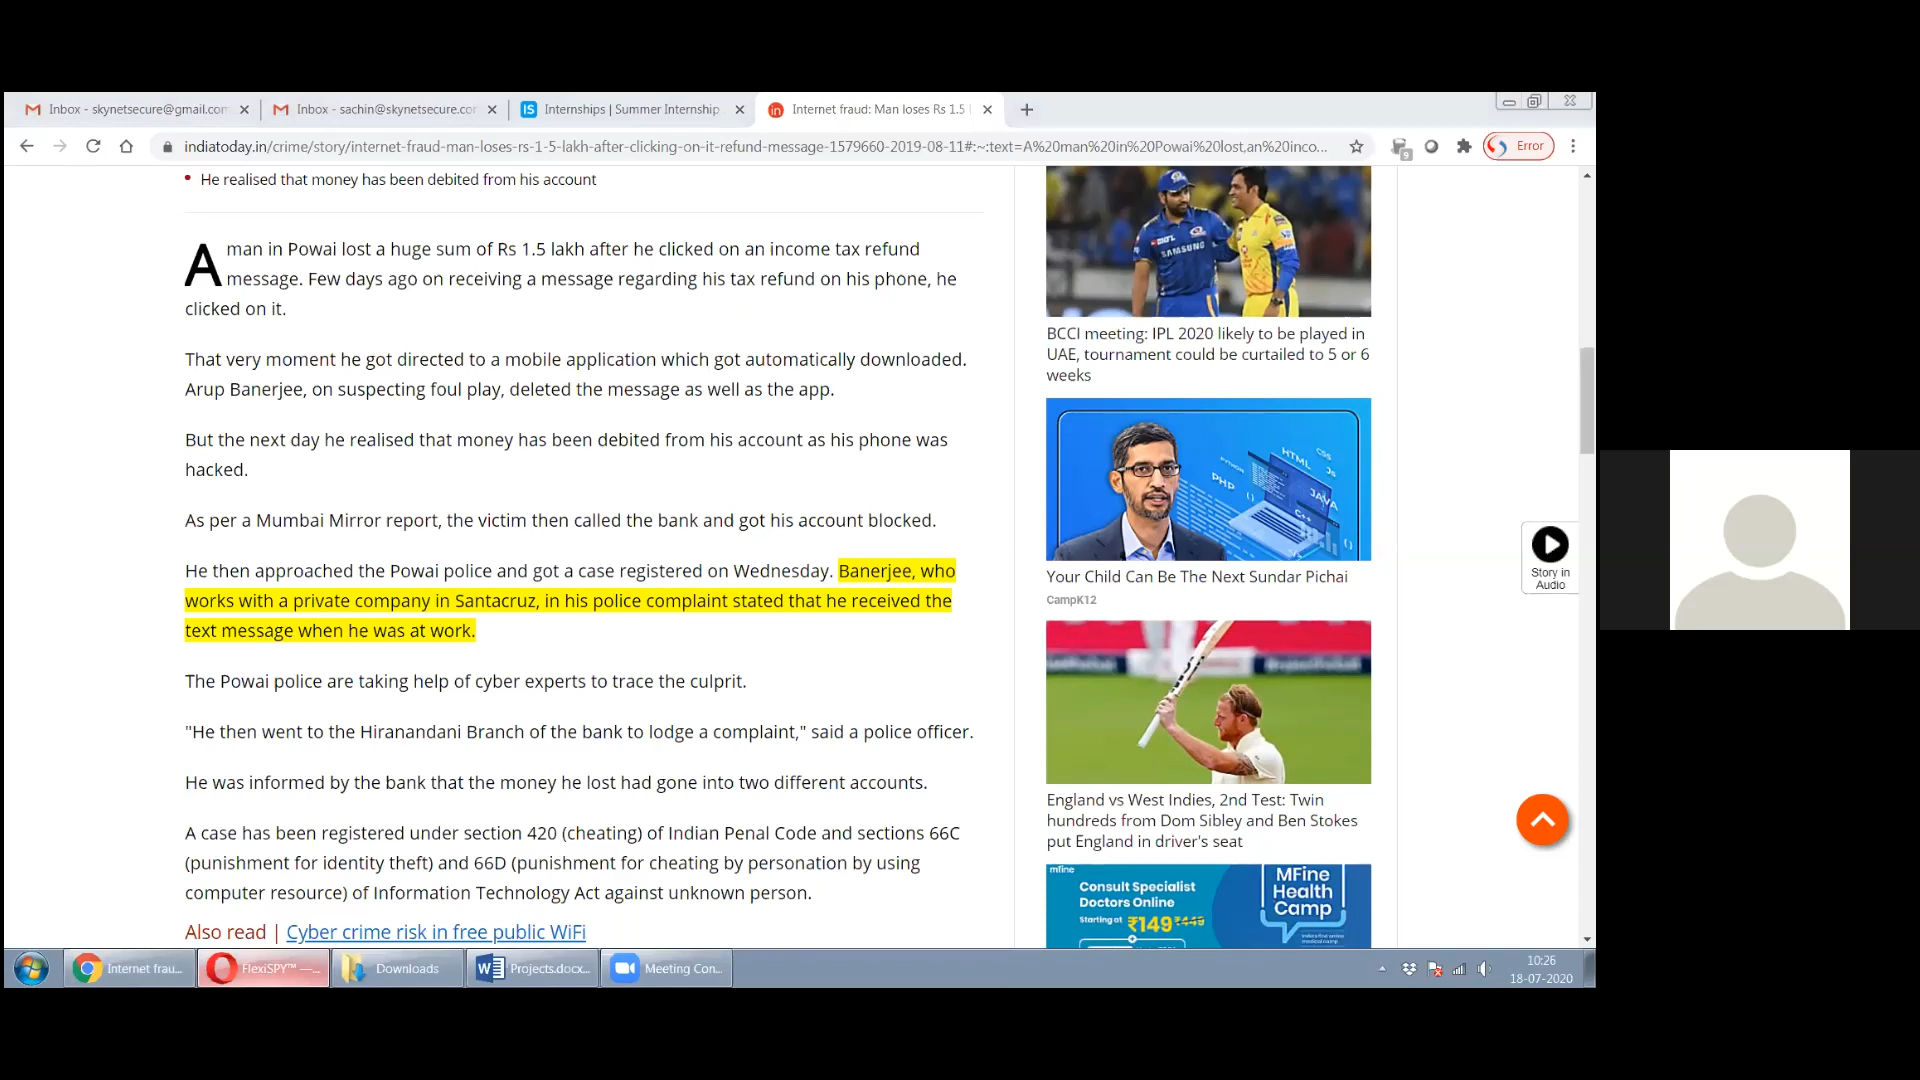 Inbox - skynetsecure@gmail.com
Inbox - sachin@skynetsecure.cor
IS
Internships | Summer Internship
in
Internet fraud: Man loses Rs 1.5 l
indiatoday.in/crime/story/internet-fraud-man-loses-rs-1-5-lakh-after-clicking-on-it-refund-message-1579660-2019-08-11#:~:text=A%20man%20in%20Powai%20lost,an%20inco...
9
Error
He realised that money has been debited from his account
A man in Powai lost a huge sum of Rs 1.5 lakh after he clicked on an income tax refund
message. Few days ago on receiving a message regarding his tax refund on his phone, he
clicked on it.
That very moment he got directed to a mobile application which got automatically downloaded.
Arup Banerjee, on suspecting foul play, deleted the message as well as the app.
But the next day he realised that money has been debited from his account as his phone was
hacked.
As per a Mumbai Mirror report, the victim then called the bank and got his account blocked.
He then approached the Powai police and got a case registered on Wednesday. Banerjee, who
works with a private company in Santacruz, in his police complaint stated that he received the
text message when he was at work.
The Powai police are taking help of cyber experts to trace the culprit.
"He then went to the Hiranandani Branch of the bank to lodge a complaint," said a police officer.
He was informed by the bank that the money he lost had gone into two different accounts.
A case has been registered under section 420 (cheating) of Indian Penal Code and sections 66C
(punishment for identity theft) and 66D (punishment for cheating by personation by using
computer resource) of Information Technology Act against unknown person.
Also read | Cyber crime risk in free public WiFi
SAMSUNG
BCCI meeting: IPL 2020 likely to be played in
UAE, tournament could be curtailed to 5 or 6
weeks
PYTHON
HTML
CSS
Js
PHP
JAVA
C++
Your Child Can Be The Next Sundar Pichai
CampK12
England vs West Indies, 2nd Test: Twin
hundreds from Dom Sibley and Ben Stokes
put England in driver's seat
mfine
Consult Specialist
Doctors Online
Starting at ₹149 ₹449
MFine
Health
Camp
Story in
Audio
Internet frau...
FlexiSPY™ —...
Downloads
Projects.docx...
Meeting Con...
10:26
18-07-2020